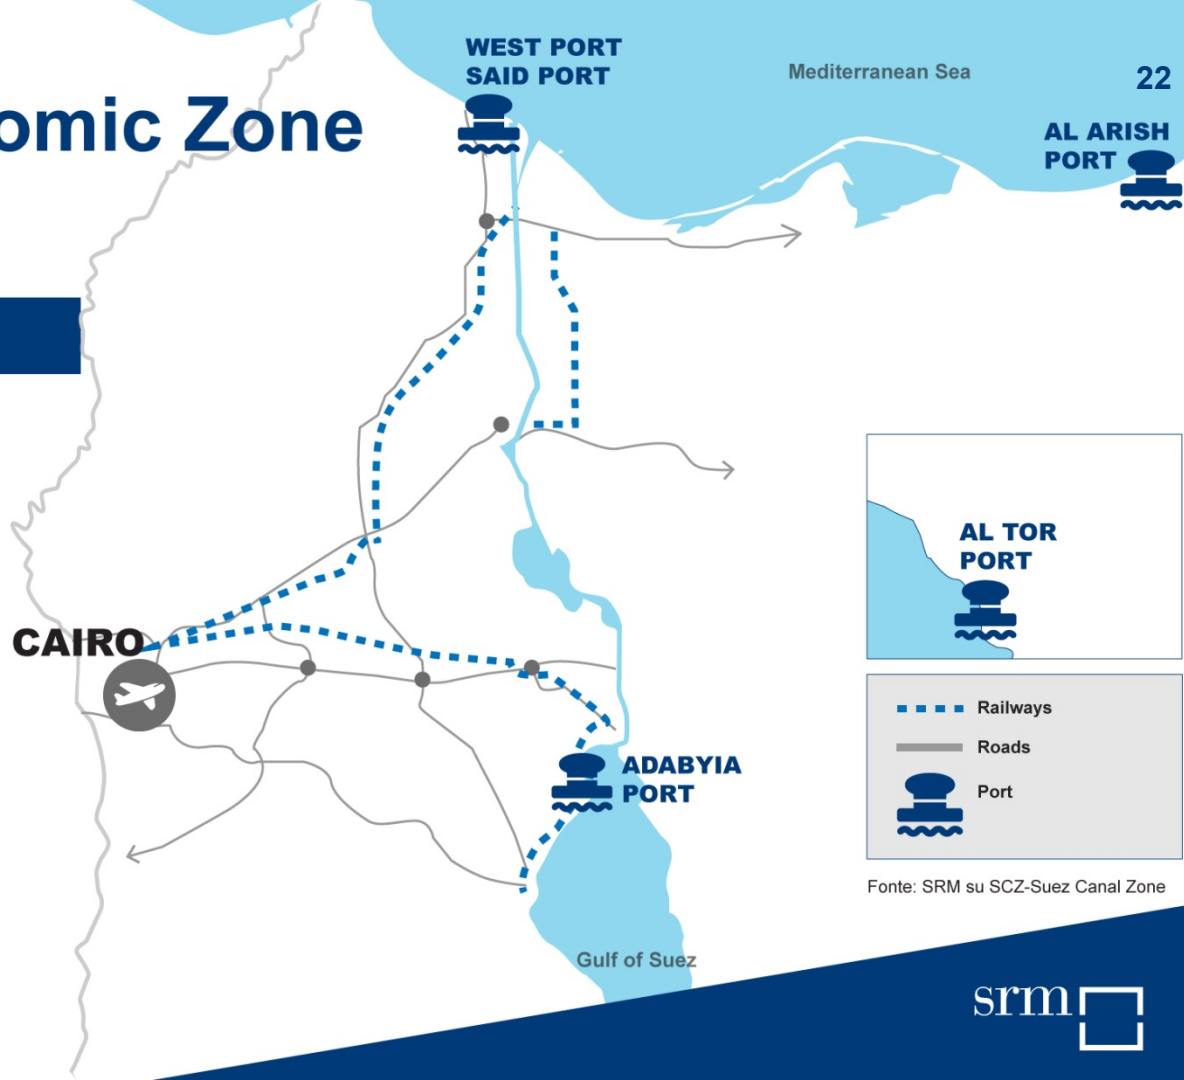 WEST PORT
SAID PORT
Mediterranean Sea
22
omic Zone
AL ARISH
PORT
AL TOR
PORT
CAIRO
Railways
Roads
Port
ADABYIA
PORT
Fonte: SRM su SCZ-Suez Canal Zone
Gulf of Suez
srm